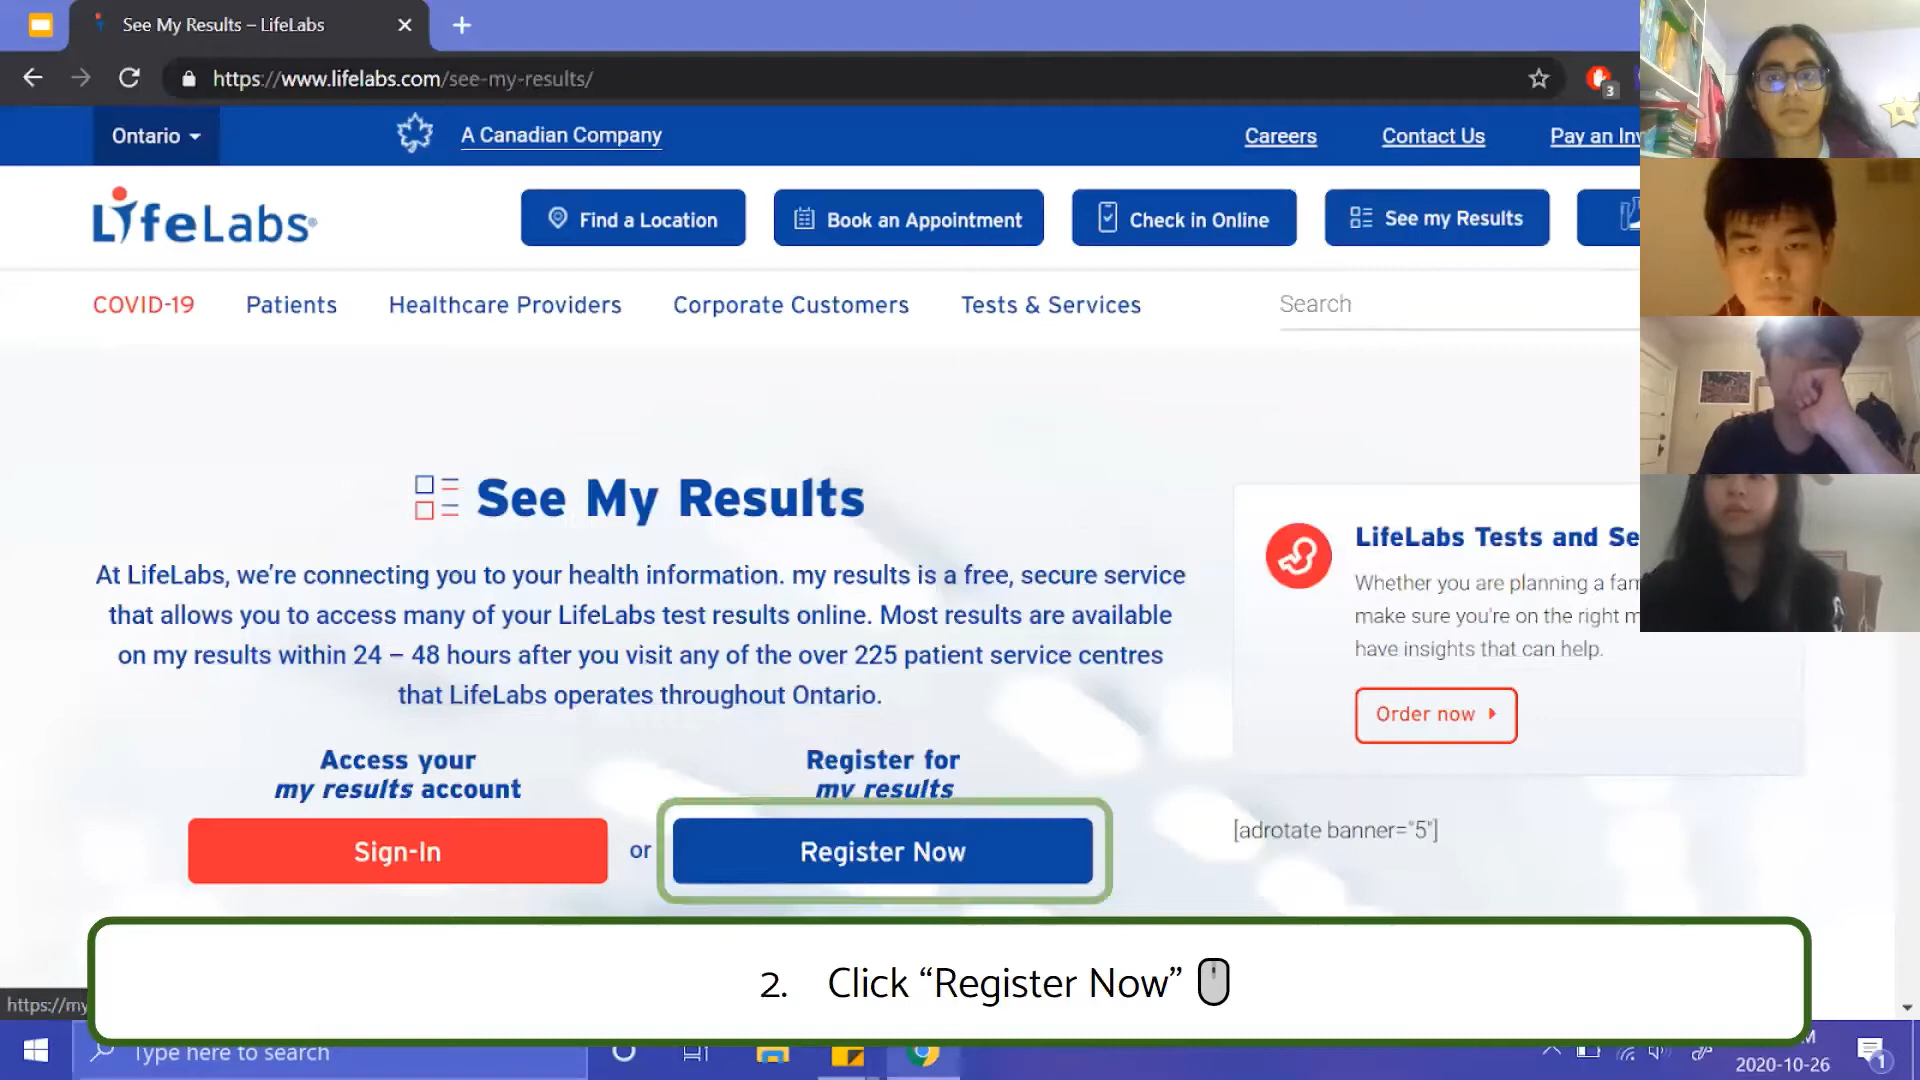 See My Results – LifeLabs
https://www.lifelabs.com/see-my-results/
3
Ontario
A Canadian Company
Careers
Contact Us
Pay an Inv
LifeLabs
Find a Location
Book an Appointment
Check in Online
See my Results
COVID-19
Patients
Healthcare Providers
Corporate Customers
Tests & Services
Search
See My Results
At LifeLabs, we're connecting you to your health information. my results is a free, secure service
that allows you to access many of your LifeLabs test results online. Most results are available
on my results within 24 – 48 hours after you visit any of the over 225 patient service centres
that LifeLabs operates throughout Ontario.
Access your
my results account
Sign-In
or
Register for
my results
Register Now
LifeLabs Tests and Se
Whether you are planning a fam
make sure you're on the right m
have insights that can help.
Order now
[adrotate banner="5"]
2. Click “Register Now”
https://my
Type here to search
M
2020-10-26
1